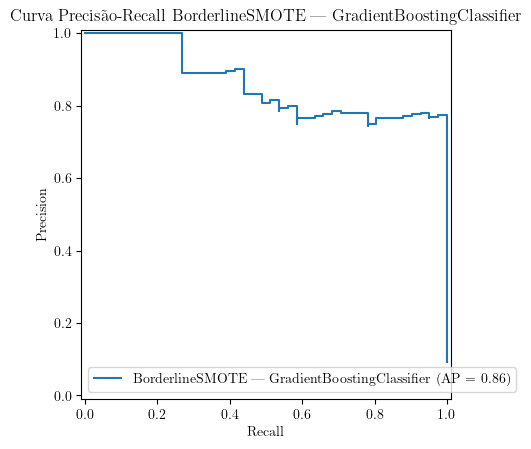 Curva Precisão-Recall BorderlineSMOTE — GradientBoostingClassifier
1.0
0.8
0.6
0.4
0.2
0.0
Precision
BorderlineSMOTE — GradientBoostingClassifier (AP = 0.86)
0.0 0.2 0.4 0.6 0.8 1.0
Recall